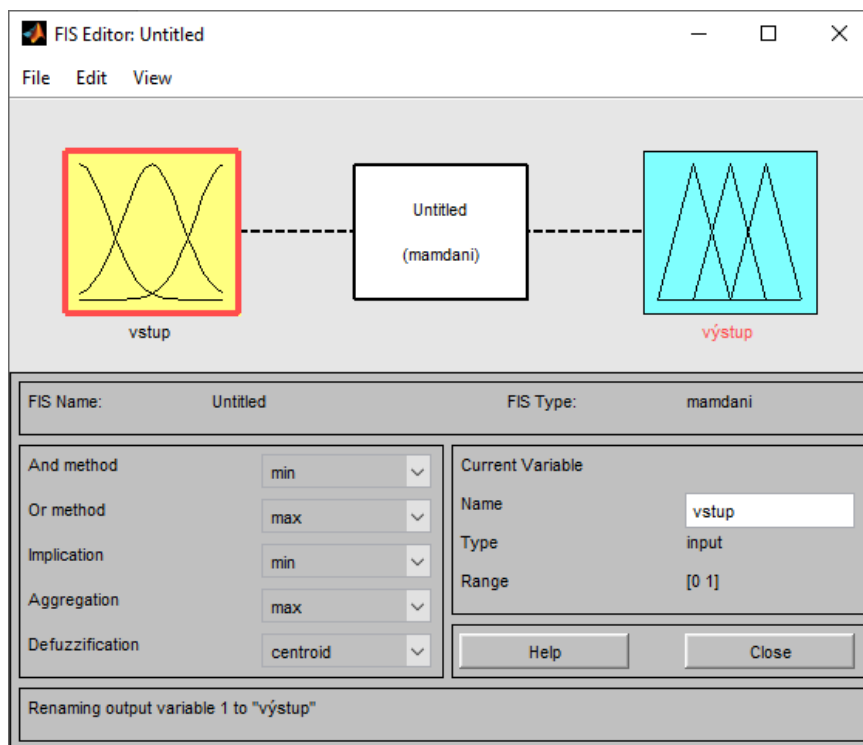 FIS Editor: Untitled
File Edit View
Untitled
(mamdani)
vstup
výstup
FIS Name: Untitled FIS Type: mamdani
And method min
Or method max
Implication min
Aggregation max
Defuzzification centroid
Current Variable
Name vstup
Type input
Range [0 1]
Help Close
Renaming output variable 1 to "výstup"